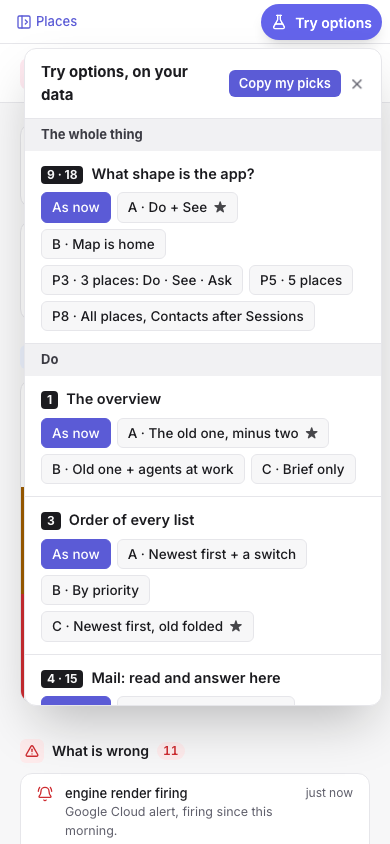 Places
Try options
Try options, on your
data
Copy my picks
The whole thing
9 · 18 What shape is the app?
As now
A · Do + See ★
B · Map is home
P3 · 3 places: Do · See · Ask
P5 · 5 places
P8 · All places, Contacts after Sessions
Do
1 The overview
As now
A · The old one, minus two ★
B · Old one + agents at work
C · Brief only
3 Order of every list
As now
A · Newest first + a switch
B · By priority
C · Newest first, old folded ★
4 · 15 Mail: read and answer here
What is wrong 11
engine render firing
just now
Google Cloud alert, firing since this
morning.